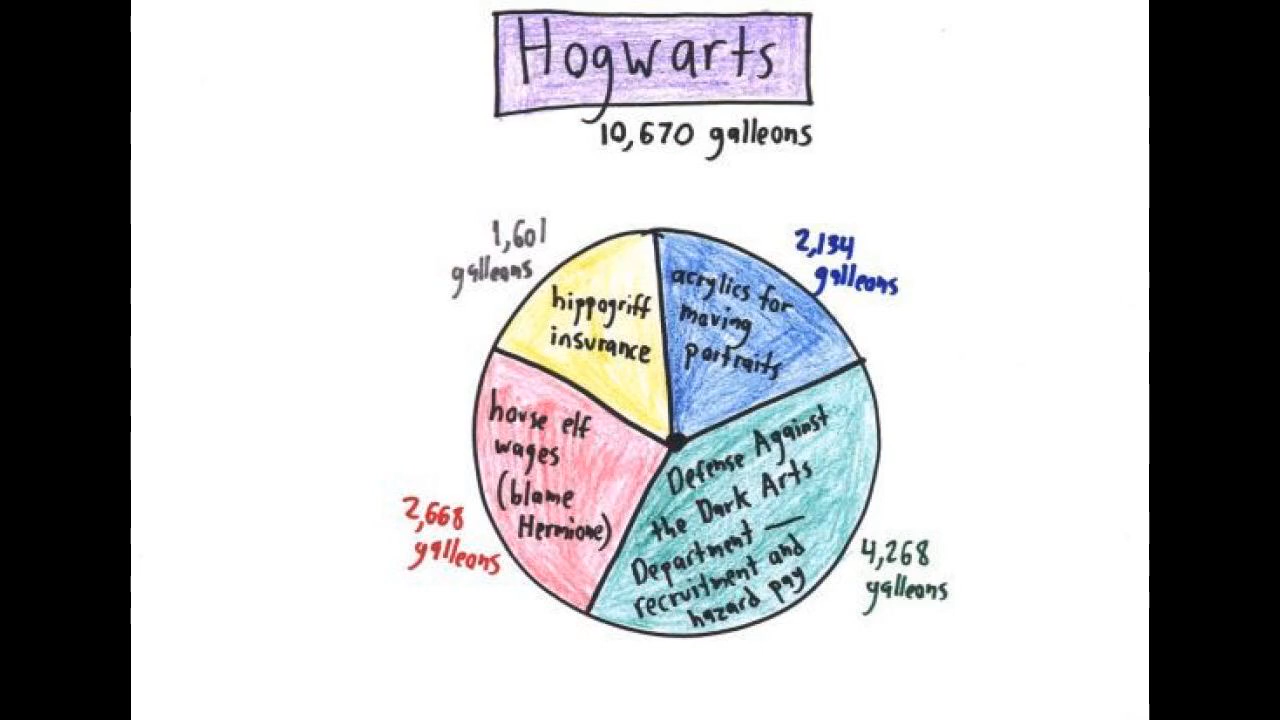 Hogwarts
10,670 galleons
1,601
galleons
2,134
galleons
hippogriff
insurance
acrylics for
moving
portraits
house elf
wages
(blame
Hermione)
2,668
galleons
Defense Against
the Dark Arts
Department —
recruitment and
hazard pay
4,268
galleons